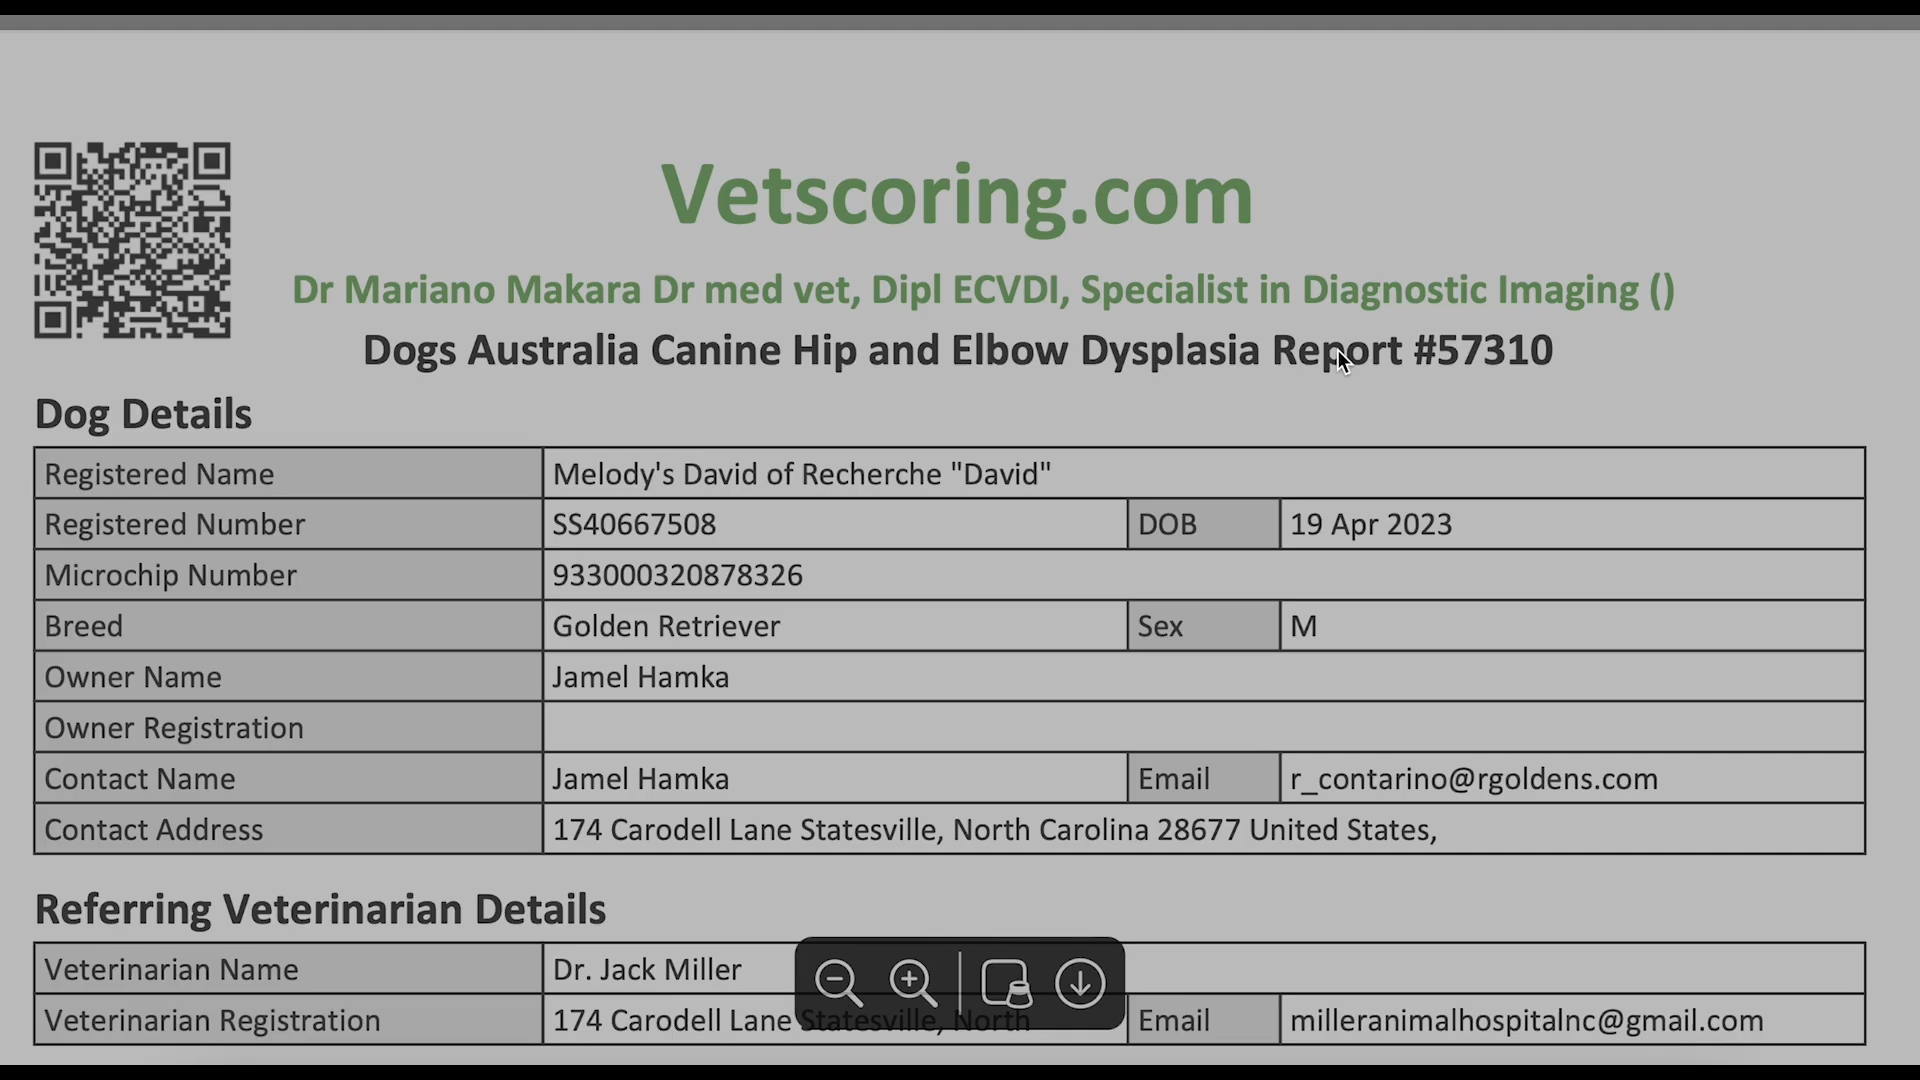 Vetscoring.com
Dr Mariano Makara Dr med vet, Dipl ECVDI, Specialist in Diagnostic Imaging ()
Dogs Australia Canine Hip and Elbow Dysplasia Report #57310
Dog Details
Registered Name Melody's David of Recherche "David"
Registered Number SS40667508 DOB 19 Apr 2023
Microchip Number 933000320878326
Breed Golden Retriever Sex M
Owner Name Jamel Hamka
Owner Registration
Contact Name Jamel Hamka Email r_contarino@rgoldens.com
Contact Address 174 Carodell Lane Statesville, North Carolina 28677 United States,
Referring Veterinarian Details
Veterinarian Name Dr. Jack Miller
Veterinarian Registration 174 Carodell Lane Statesville, North Email milleranimalhospitalnc@gmail.com